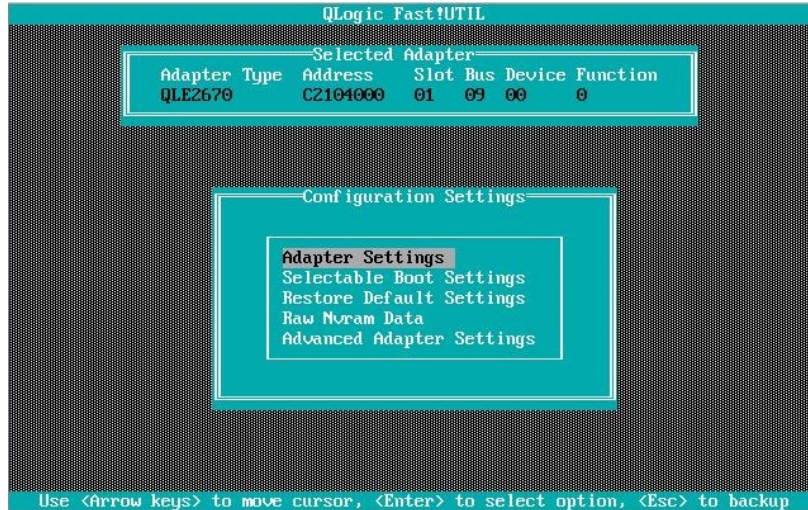 QLogic Fast!UTIL
Selected Adapter
Adapter Type Address Slot Bus Device Function
QLE2670 C2104000 01 09 00 0
Configuration Settings
Adapter Settings
Selectable Boot Settings
Restore Default Settings
Raw Nvram Data
Advanced Adapter Settings
Use <Arrow keys> to move cursor, <Enter> to select option, <Esc> to backup